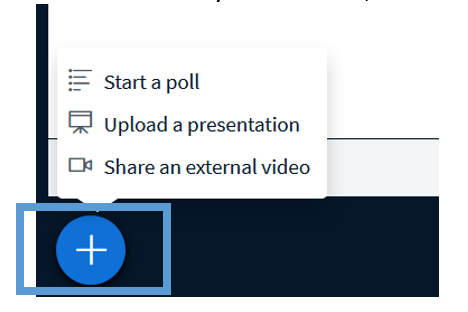 Start a poll
Upload a presentation
Share an external video